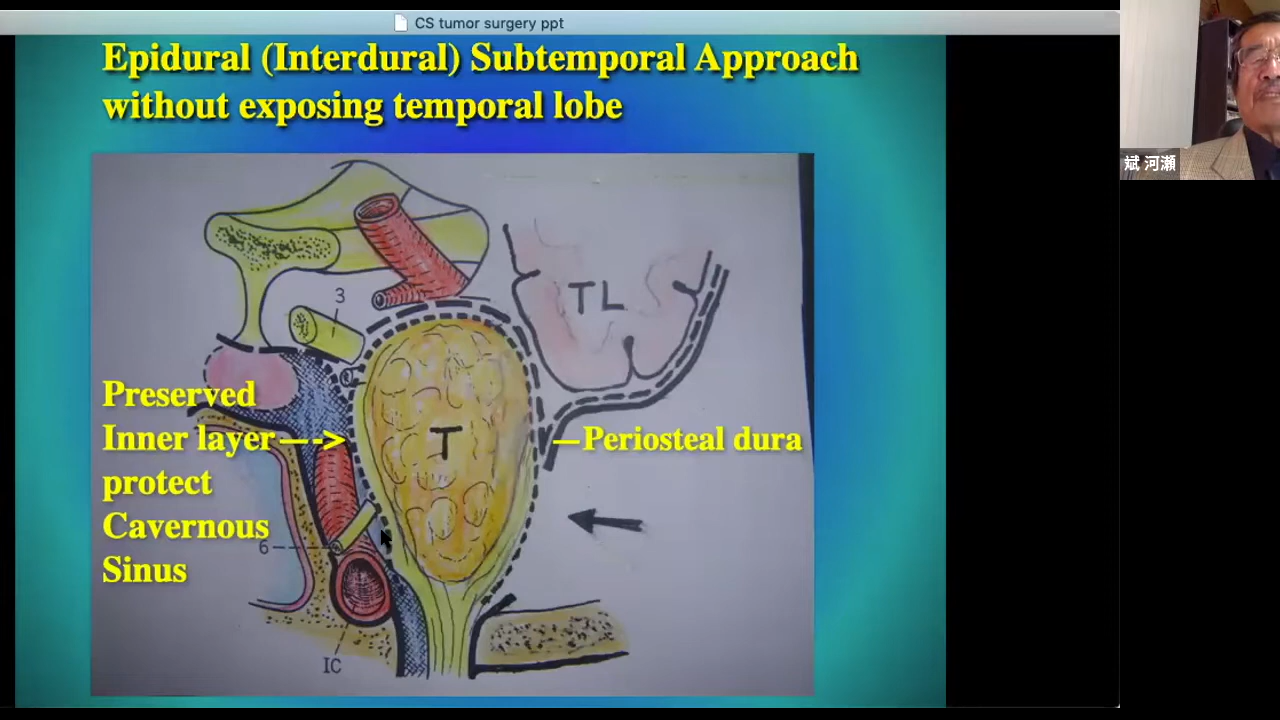 CS tumor surgery ppt
Epidural (Interdural) Subtemporal Approach
without exposing temporal lobe
斌 河瀬
3
TL
Preserved
Inner layer—->
protect
Cavernous
Sinus
T
—Periosteal dura
6
IC